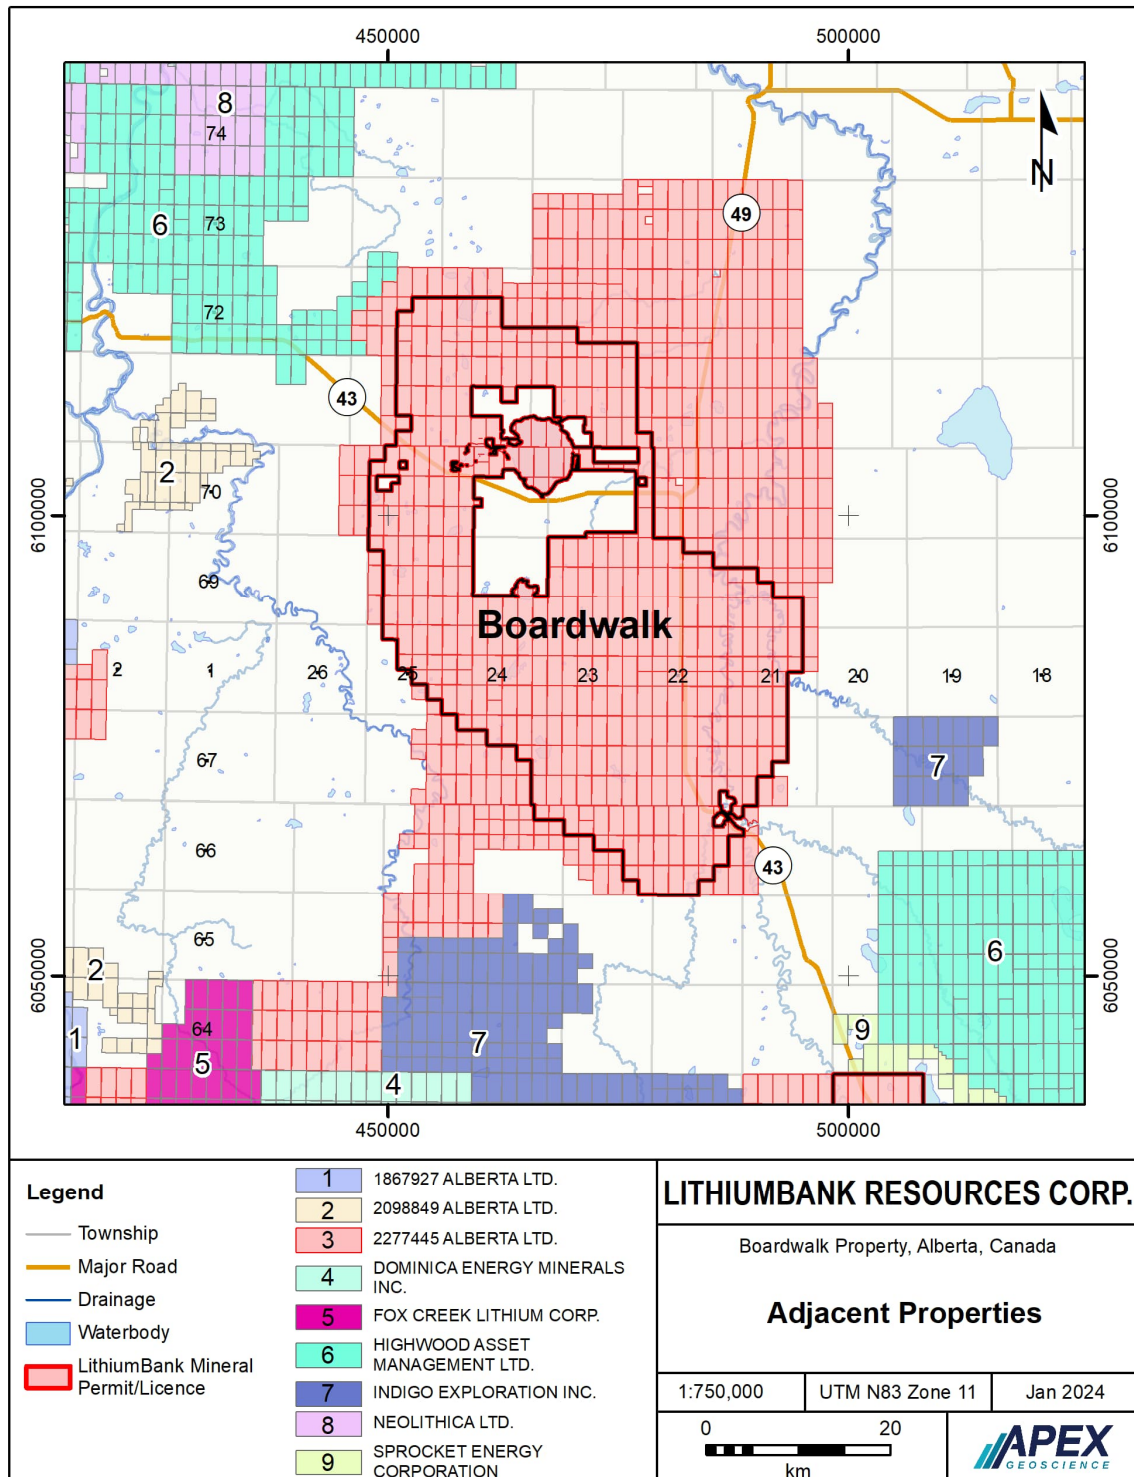 450000
500000
8
74
49
6
73
72
43
2
70
6100000
6100000
69
Boardwalk
2
1
26
25
24
23
22
21
20
19
18
67
7
66
43
65
2
6
6050000
6050000
64
1
5
7
9
4
450000
500000
Legend
Township
Major Road
Drainage
Waterbody
LithiumBank Mineral
Permit/Licence
1 1867927 ALBERTA LTD.
2 2098849 ALBERTA LTD.
3 2277445 ALBERTA LTD.
4 DOMINICA ENERGY MINERALS
INC.
5 FOX CREEK LITHIUM CORP.
6 HIGHWOOD ASSET
MANAGEMENT LTD.
7 INDIGO EXPLORATION INC.
8 NEOLITHICA LTD.
9 SPROCKET ENERGY
CORPORATION
LITHIUMBANK RESOURCES CORP.
Boardwalk Property, Alberta, Canada
Adjacent Properties
1:750,000
UTM N83 Zone 11
Jan 2024
0 20
km
APEX
GEOSCIENCE
N